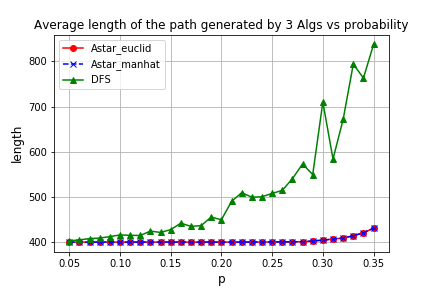 Average length of the path generated by 3 Algs vs probability
Astar_euclid
Astar_manhat
DFS
length
800
700
600
500
400
0.05 0.10 0.15 0.20 0.25 0.30 0.35
p